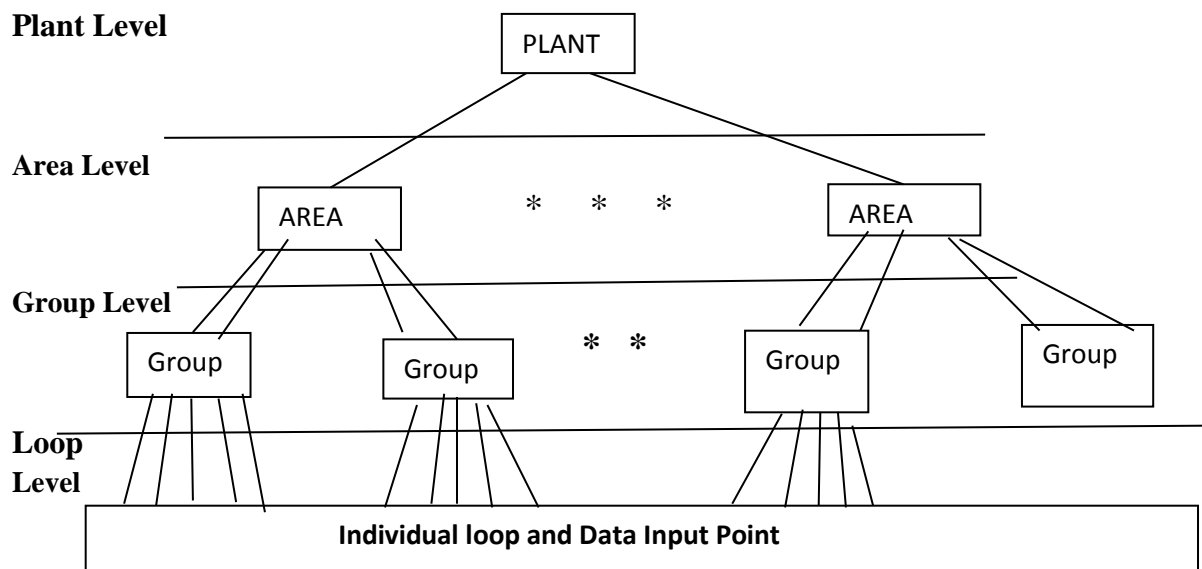 Plant Level
PLANT
Area Level
AREA
* * *
AREA
Group Level
Group
Group
* *
Group
Group
Loop
Level
Individual loop and Data Input Point